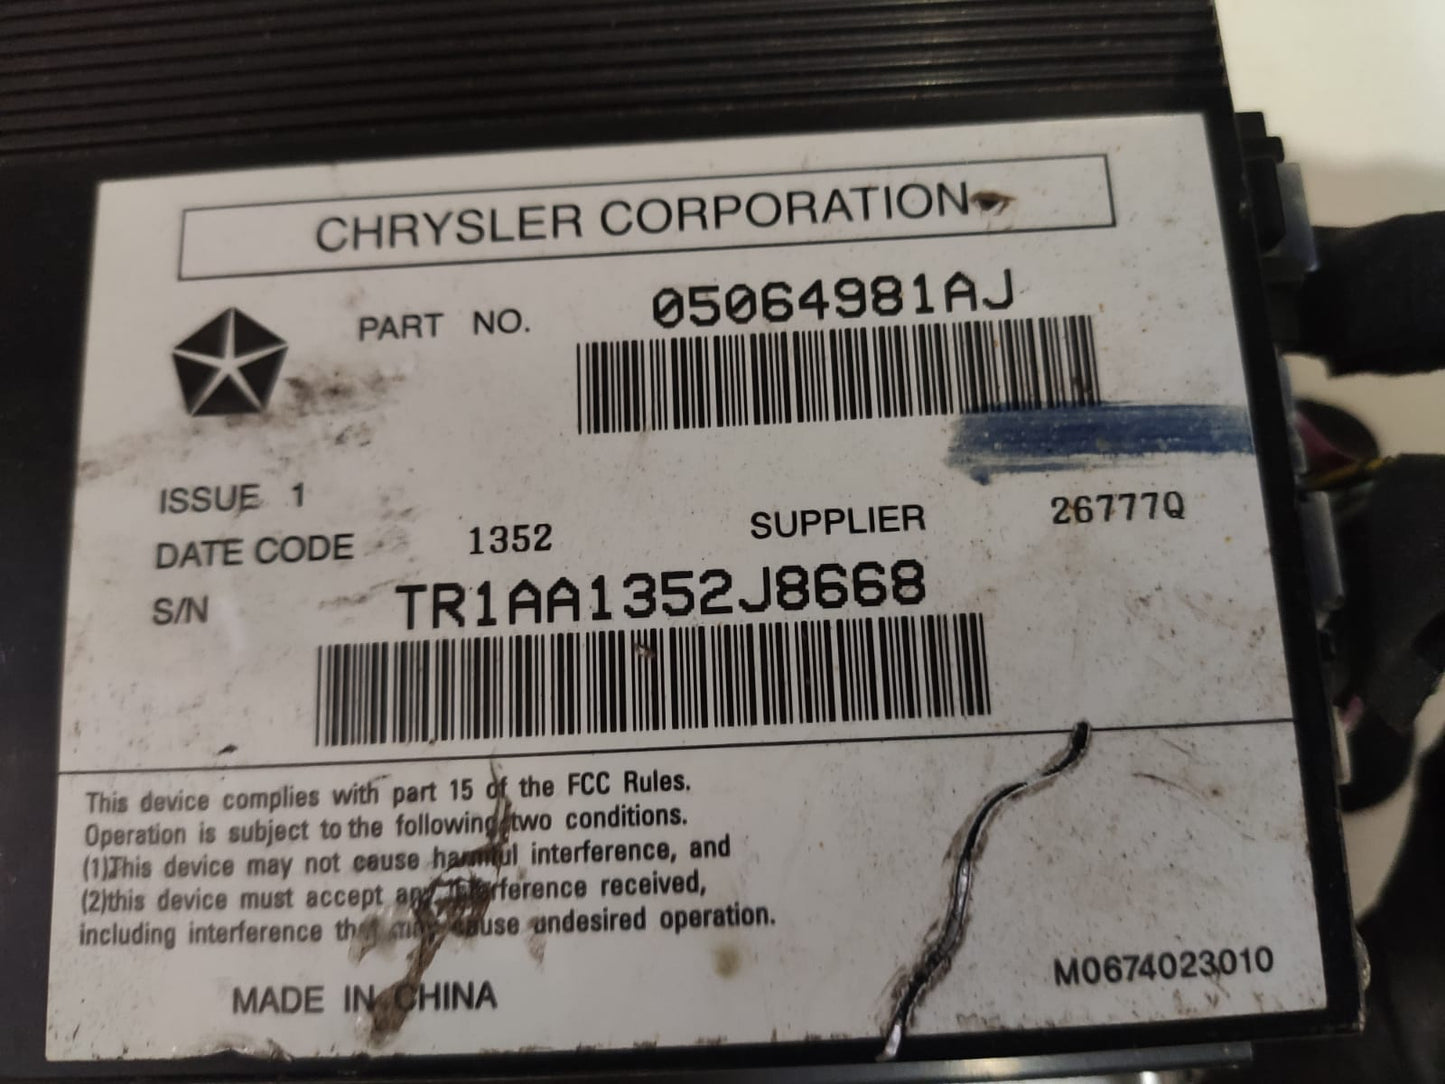 CHRYSLER CORPORATION
PART NO. 05064981AJ
ISSUE 1
DATE CODE 1352 SUPPLIER 26777Q
S/N TR1AA1352J8668
This device complies with part 15 of the FCC Rules.
Operation is subject to the following two conditions.
(1)This device may not cause harmful interference, and
(2)this device must accept any interference received,
including interference that may cause undesired operation.
MADE IN CHINA
M0674023010